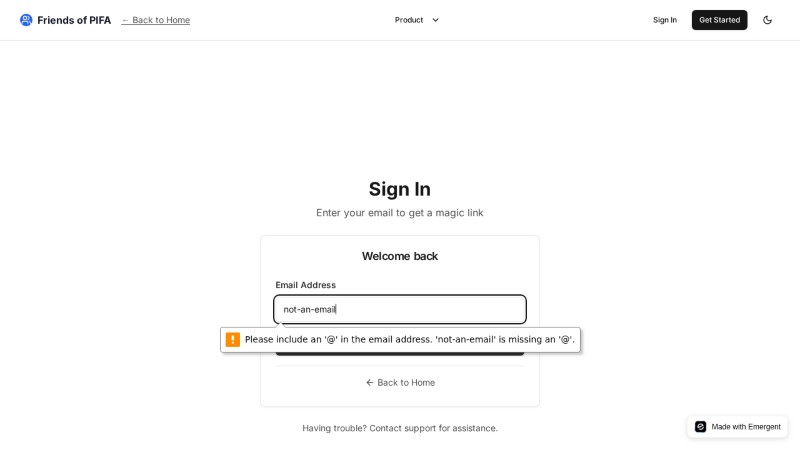 Friends of PIFA
← Back to Home
Product
Sign In
Get Started
Sign In
Enter your email to get a magic link
Welcome back
Email Address
not-an-email
Please include an '@' in the email address. 'not-an-email' is missing an '@'.
← Back to Home
Having trouble? Contact support for assistance.
Made with Emergent